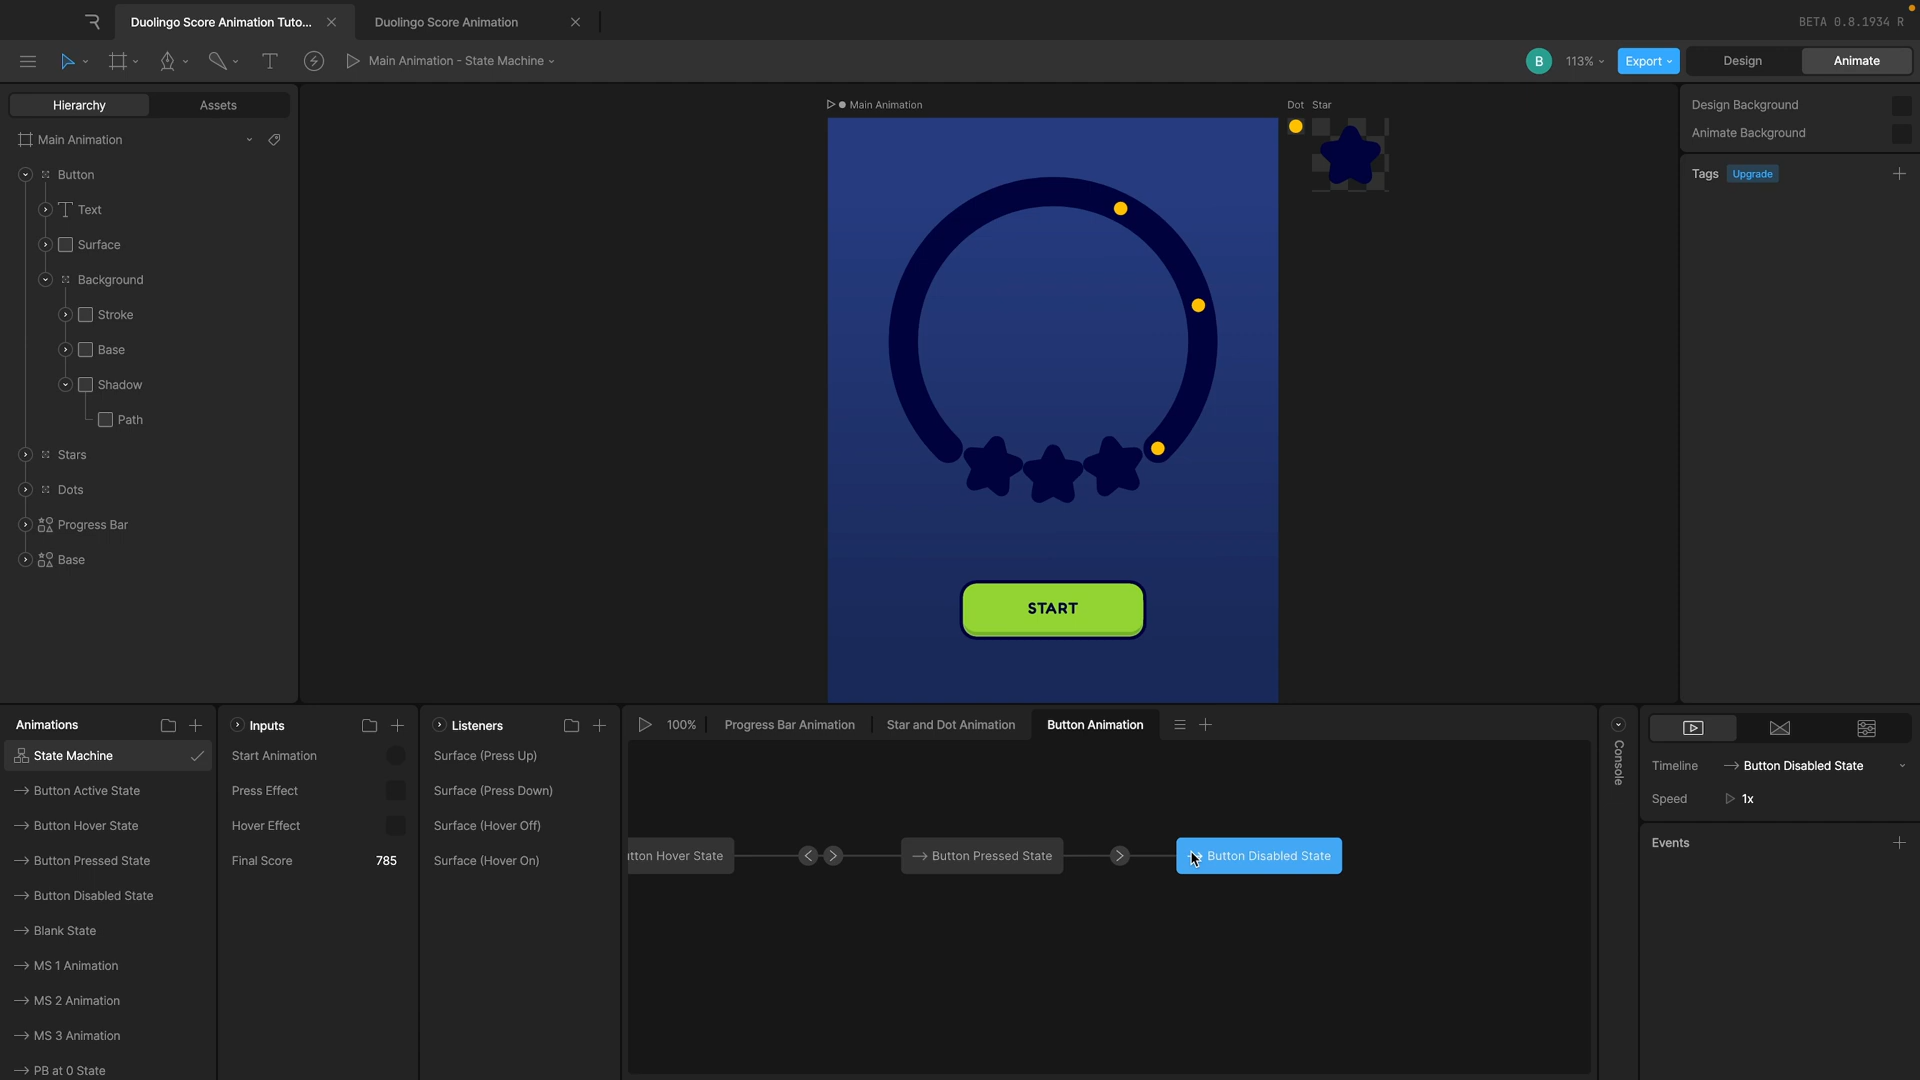 Duolingo Score Animation Tuto...
Duolingo Score Animation
BETA 0.8.1934 R
Main Animation - State Machine
B
113%
Export
Design
Animate
Hierarchy
Assets
Main Animation
Button
Text
Surface
Background
Stroke
Base
Shadow
Path
Stars
Dots
Progress Bar
Base
Main Animation
Dot
Star
START
Design Background
Animate Background
Tags
Upgrade
Animations
State Machine
Button Active State
Button Hover State
Button Pressed State
Button Disabled State
Blank State
MS 1 Animation
MS 2 Animation
MS 3 Animation
PB at 0 State
Inputs
Start Animation
Press Effect
Hover Effect
Final Score 785
Listeners
Surface (Press Up)
Surface (Press Down)
Surface (Hover Off)
Surface (Hover On)
100%
Progress Bar Animation
Star and Dot Animation
Button Animation
utton Hover State
Button Pressed State
Button Disabled State
Console
Timeline
Button Disabled State
Speed
1x
Events